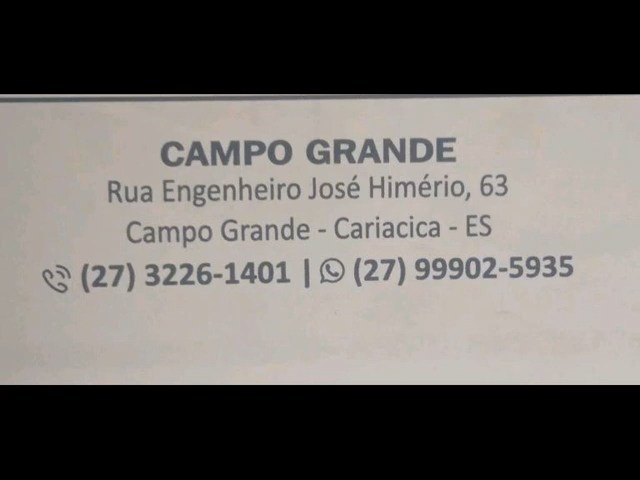 CAMPO GRANDE
Rua Engenheiro José Himério, 63
Campo Grande - Cariacica - ES
(27) 3226-1401 | (27) 99902-5935